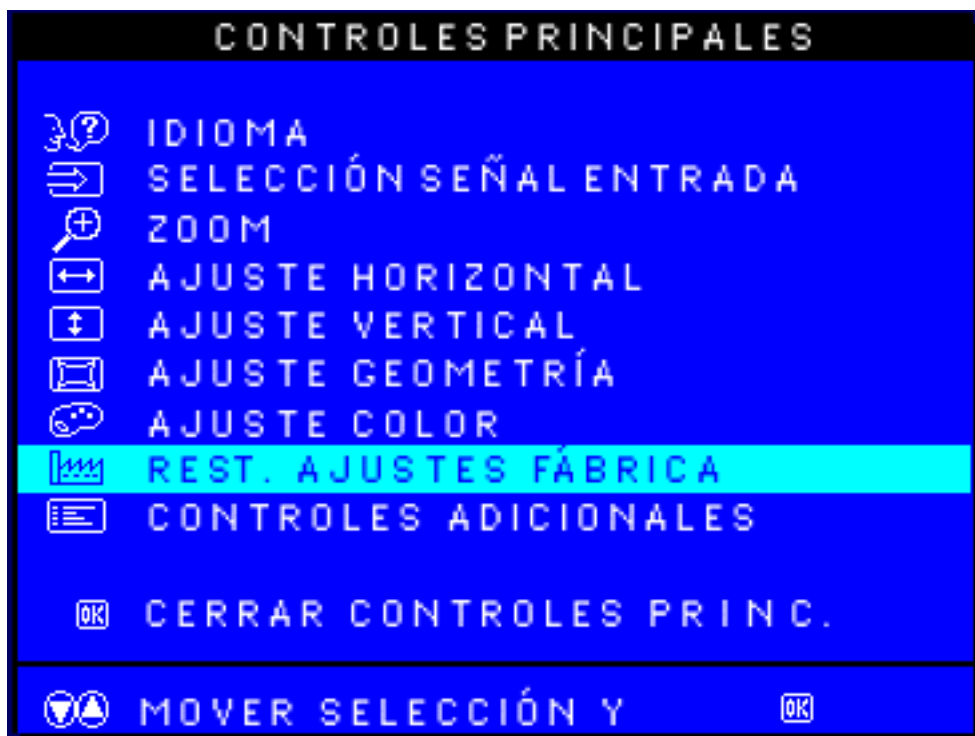 CONTROLES PRINCIPALES
IDIOMA
SELECCIÓN SEÑAL ENTRADA
ZOOM
AJUSTE HORIZONTAL
AJUSTE VERTICAL
AJUSTE GEOMETRÍA
AJUSTE COLOR
REST. AJUSTES FÁBRICA
CONTROLES ADICIONALES
OK CERRAR CONTROLES PRINC.
MOVER SELECCIÓN Y OK